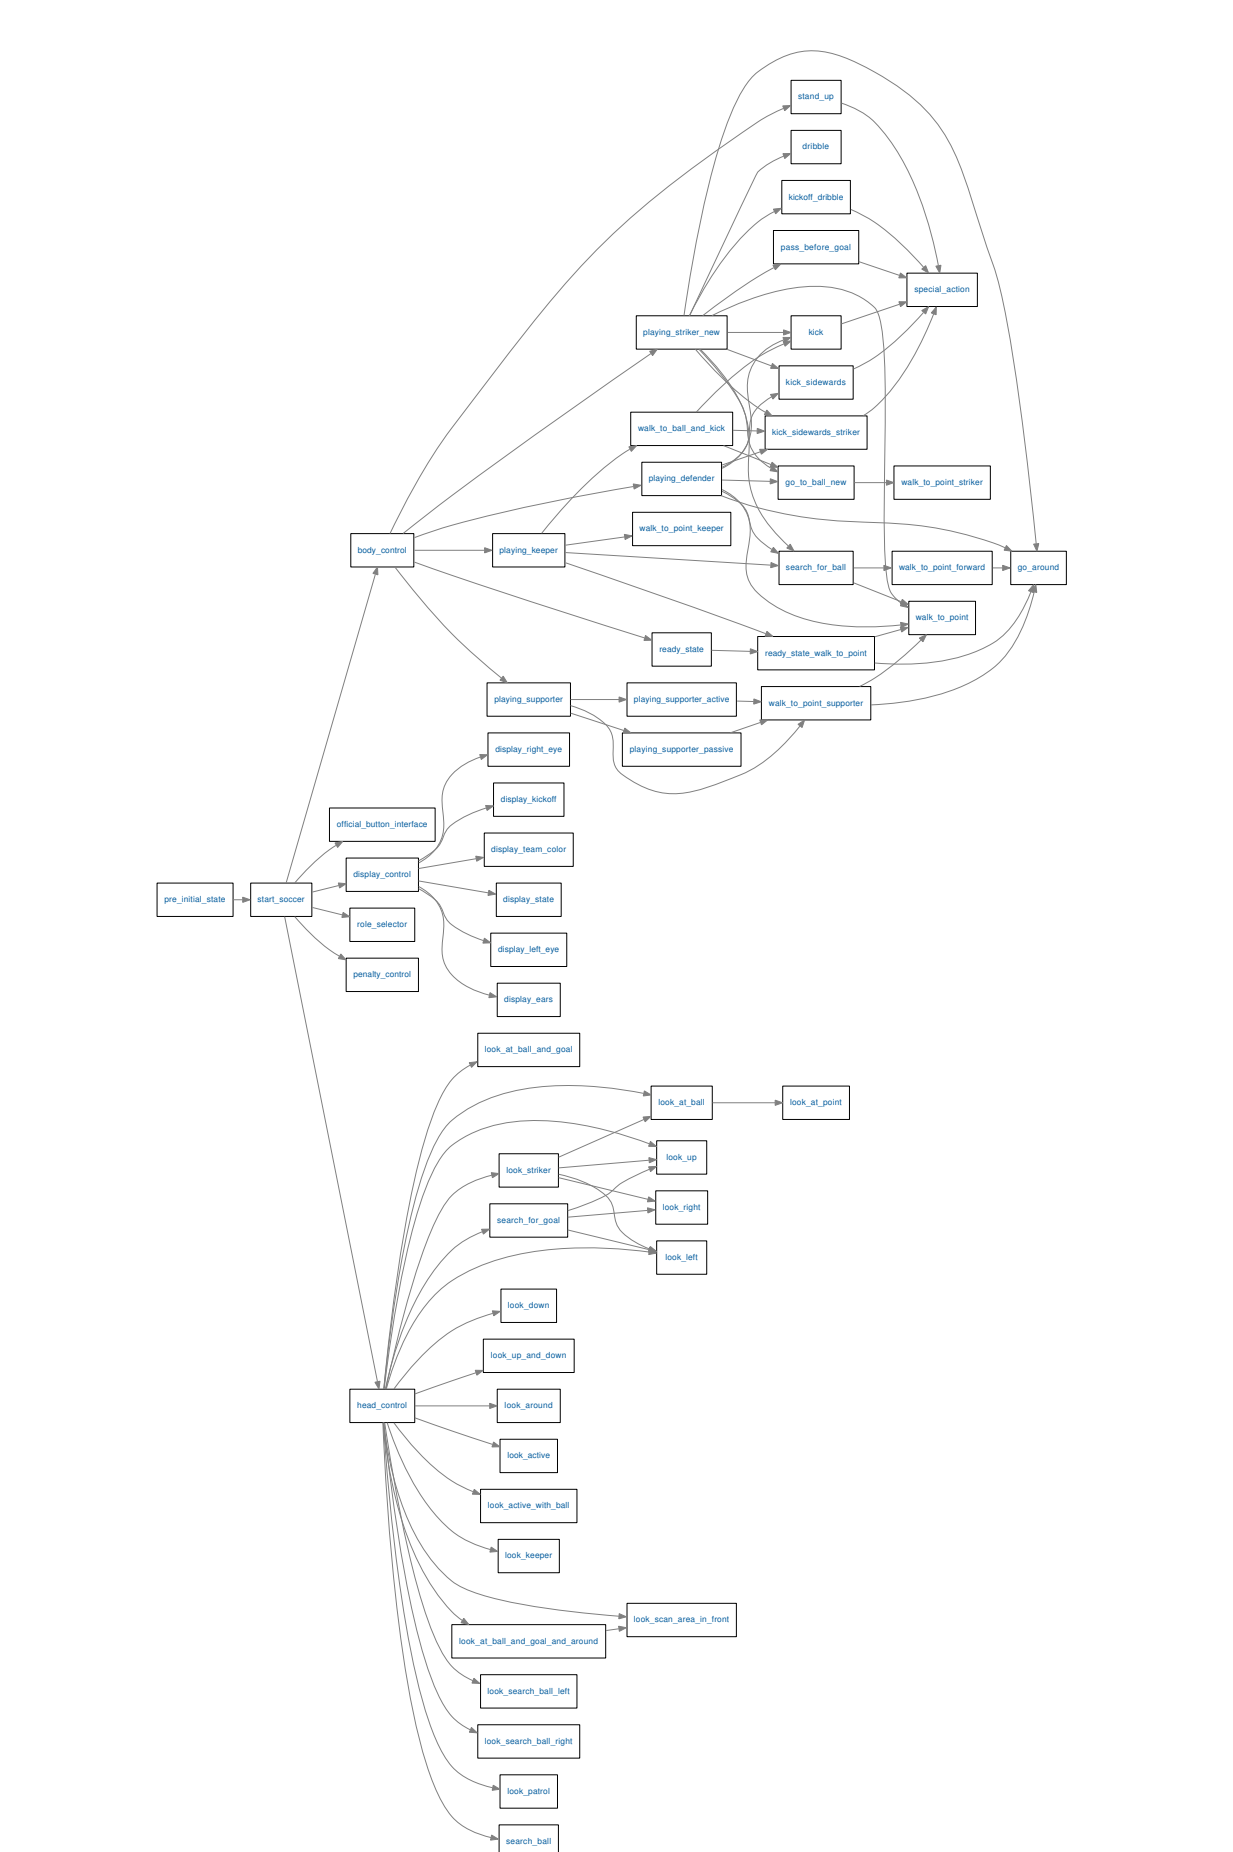 stand_up
dribble
kickoff_dribble
pass_before_goal
special_action
playing_striker_new
kick
kick_sidewards
walk_to_ball_and_kick
kick_sidewards_striker
playing_defender
go_to_ball_new
walk_to_point_striker
walk_to_point_keeper
body_control
playing_keeper
search_for_ball
walk_to_point_forward
go_around
walk_to_point
ready_state
ready_state_walk_to_point
playing_supporter
playing_supporter_active
walk_to_point_supporter
display_right_eye
playing_supporter_passive
display_kickoff
official_button_interface
display_team_color
display_control
pre_initial_state
start_soccer
display_state
role_selector
display_left_eye
penalty_control
display_ears
look_at_ball_and_goal
look_at_ball
look_at_point
look_up
look_striker
look_right
search_for_goal
look_left
look_down
look_up_and_down
head_control
look_around
look_active
look_active_with_ball
look_keeper
look_scan_area_in_front
look_at_ball_and_goal_and_around
look_search_ball_left
look_search_ball_right
look_patrol
search_ball